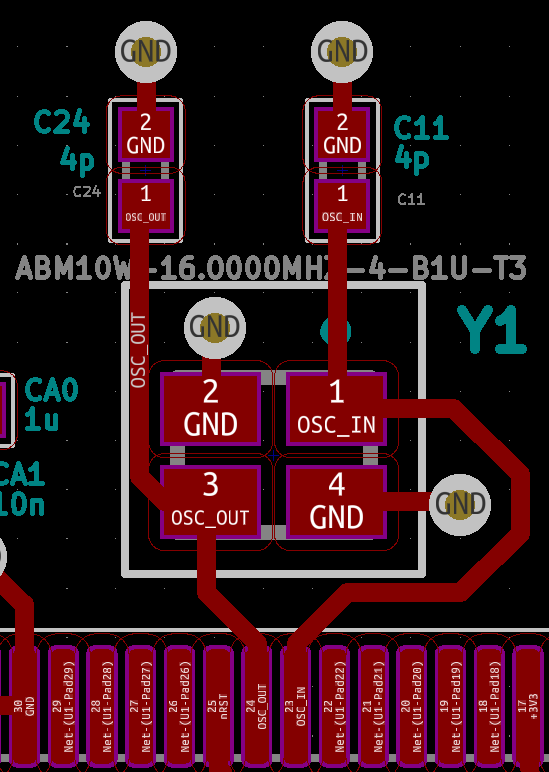 GND
GND
C24
4p
2
GND
2
GND
C11
4p
C24
1
OSC_OUT
1
OSC_IN
C11
ABM10W-16.0000MHZ-4-B1U-T3
GND
Y1
OSC_OUT
2
GND
1
OSC_IN
CA0
1u
3
OSC_OUT
4
GND
GND
CA1
10n
30
GND
29
Net-(U1-Pad29)
28
Net-(U1-Pad28)
27
Net-(U1-Pad27)
26
Net-(U1-Pad26)
25
nRST
24
OSC_OUT
23
OSC_IN
22
Net-(U1-Pad22)
21
Net-(U1-Pad21)
20
Net-(U1-Pad20)
19
Net-(U1-Pad19)
18
Net-(U1-Pad18)
17
+3V3